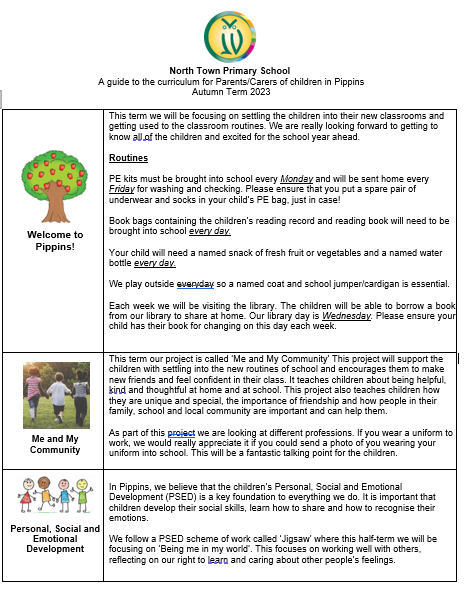 North Town Primary School
A guide to the curriculum for Parents/Carers of children in Pippins
Autumn Term 2023
Welcome to
Pippins!
This term we will be focusing on settling the children into their new classrooms and
getting used to the classroom routines. We are really looking forward to getting to
know all of the children and excited for the school year ahead.
Routines
PE kits must be brought into school every Monday and will be sent home every
Friday for washing and checking. Please ensure that you put a spare pair of
underwear and socks in your child's PE bag, just in case!
Book bags containing the children's reading record and reading book will need to be
brought into school every day.
Your child will need a named snack of fresh fruit or vegetables and a named water
bottle every day.
We play outside everyday so a named coat and school jumper/cardigan is essential.
Each week we will be visiting the library. The children will be able to borrow a book
from our library to share at home. Our library day is Wednesday. Please ensure your
child has their book for changing on this day each week.
Me and My
Community
This term our project is called 'Me and My Community' This project will support the
children with settling into the new routines of school and encourages them to make
new friends and feel confident in their class. It teaches children about being helpful,
kind and thoughtful at home and at school. This project also teaches children how
they are unique and special, the importance of friendship and how people in their
family, school and local community are important and can help them.
As part of this project we are looking at different professions. If you wear a uniform to
work, we would really appreciate it if you could send a photo of you wearing your
uniform into school. This will be a fantastic talking point for the children.
Personal, Social and
Emotional
Development
In Pippins, we believe that the children's Personal, Social and Emotional
Development (PSED) is a key foundation to everything we do. It is important that
children develop their social skills, learn how to share and how to recognise their
emotions.
We follow a PSED scheme of work called 'Jigsaw' where this half-term we will be
focusing on 'Being me in my world'. This focuses on working well with others,
reflecting on our right to learn and caring about other people's feelings.